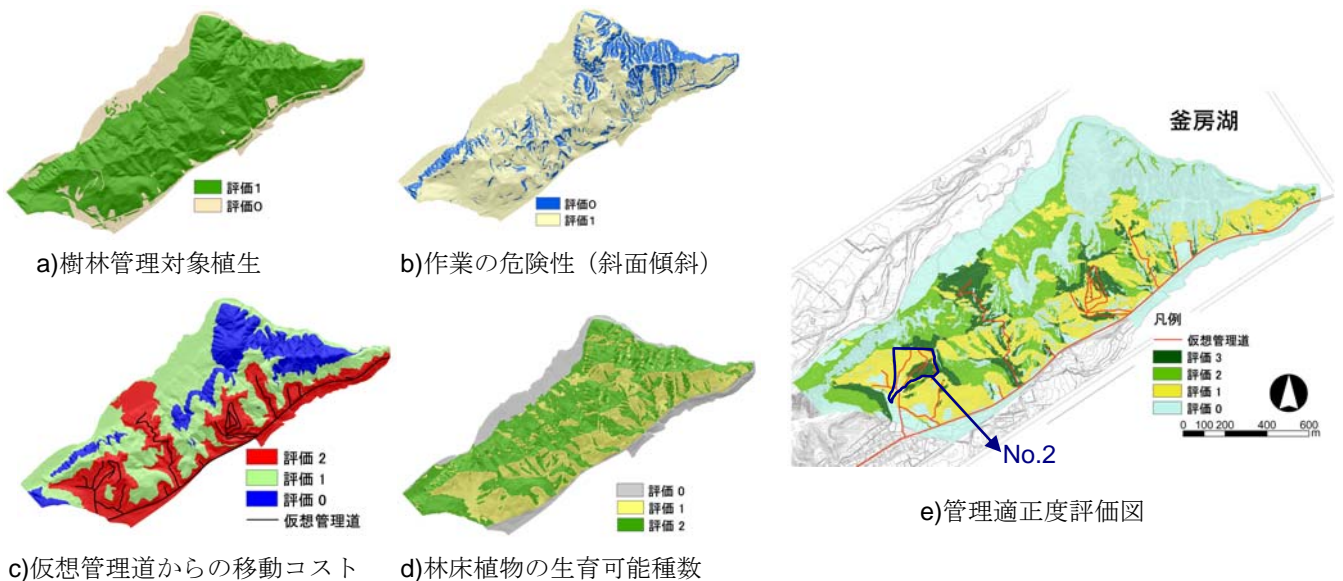 評価1
評価0
a)樹林管理対象植生
評価0
評価1
b)作業の危険性（斜面傾斜）
評価 2
評価 1
評価 0
仮想管理道
c)仮想管理道からの移動コスト
評価 0
評価 1
評価 2
d)林床植物の生育可能種数
釜房湖
凡例
仮想管理道
評価 3
評価 2
評価 1
評価 0
0 100 200 400 600
m
No.2
e)管理適正度評価図